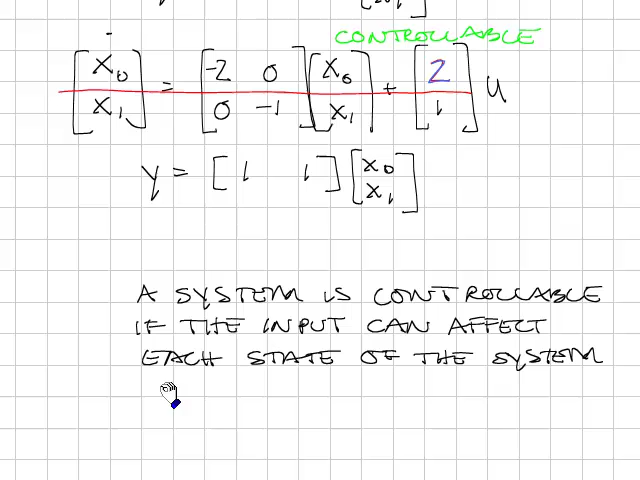 CONTROLLABLE
[x₀ x₁]˙ = [-2 0; 0 -1] [x₀ x₁] + [2 1] u
y = [1 1] [x₀ x₁]
A SYSTEM IS CONTROLLABLE
IF THE INPUT CAN AFFECT
EACH STATE OF THE SYSTEM